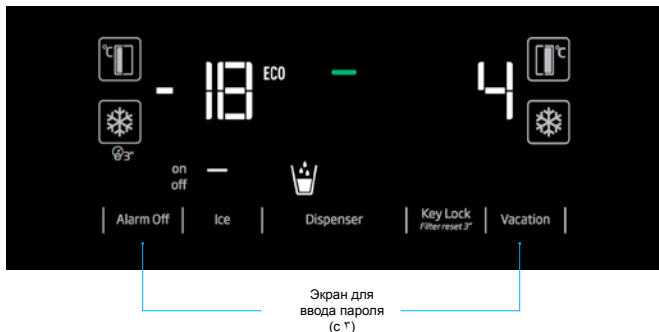 °C
°C
- 18 ECO
4
3"
on
off
Alarm Off
Ice
Dispenser
Key Lock
Filter reset 3"
Vacation
Экран для
ввода пароля
(с ٣)